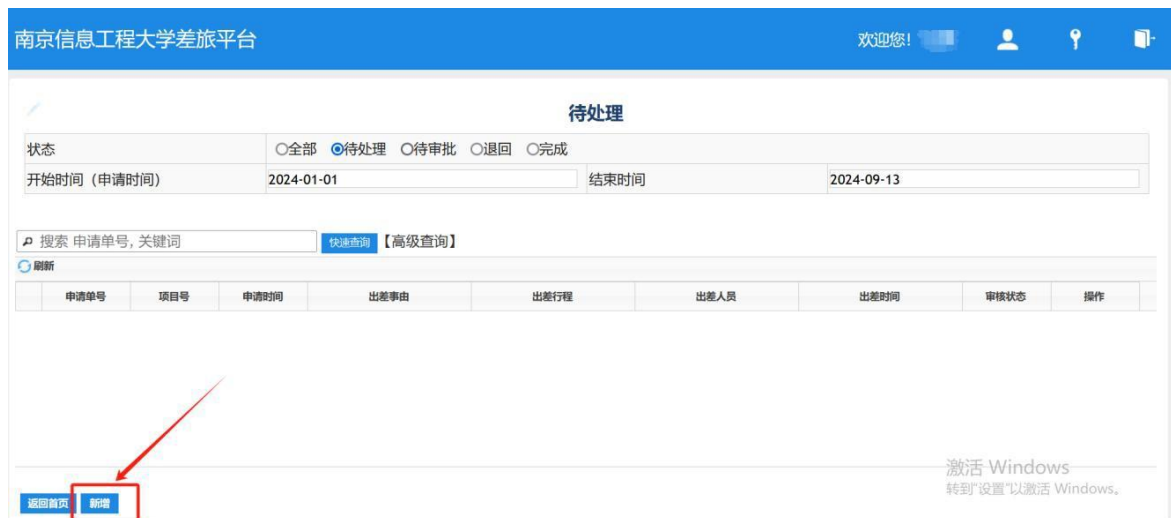 南京信息工程大学差旅平台 欢迎您!
待处理
状态 全部 待处理 待审批 退回 完成
开始时间（申请时间） 2024-01-01 结束时间 2024-09-13
搜索 申请单号, 关键词 快速查询 【高级查询】
刷新
申请单号 项目号 申请时间 出差事由 出差行程 出差人员 出差时间 审核状态 操作
激活 Windows
转到"设置"以激活 Windows。
返回首页 新增